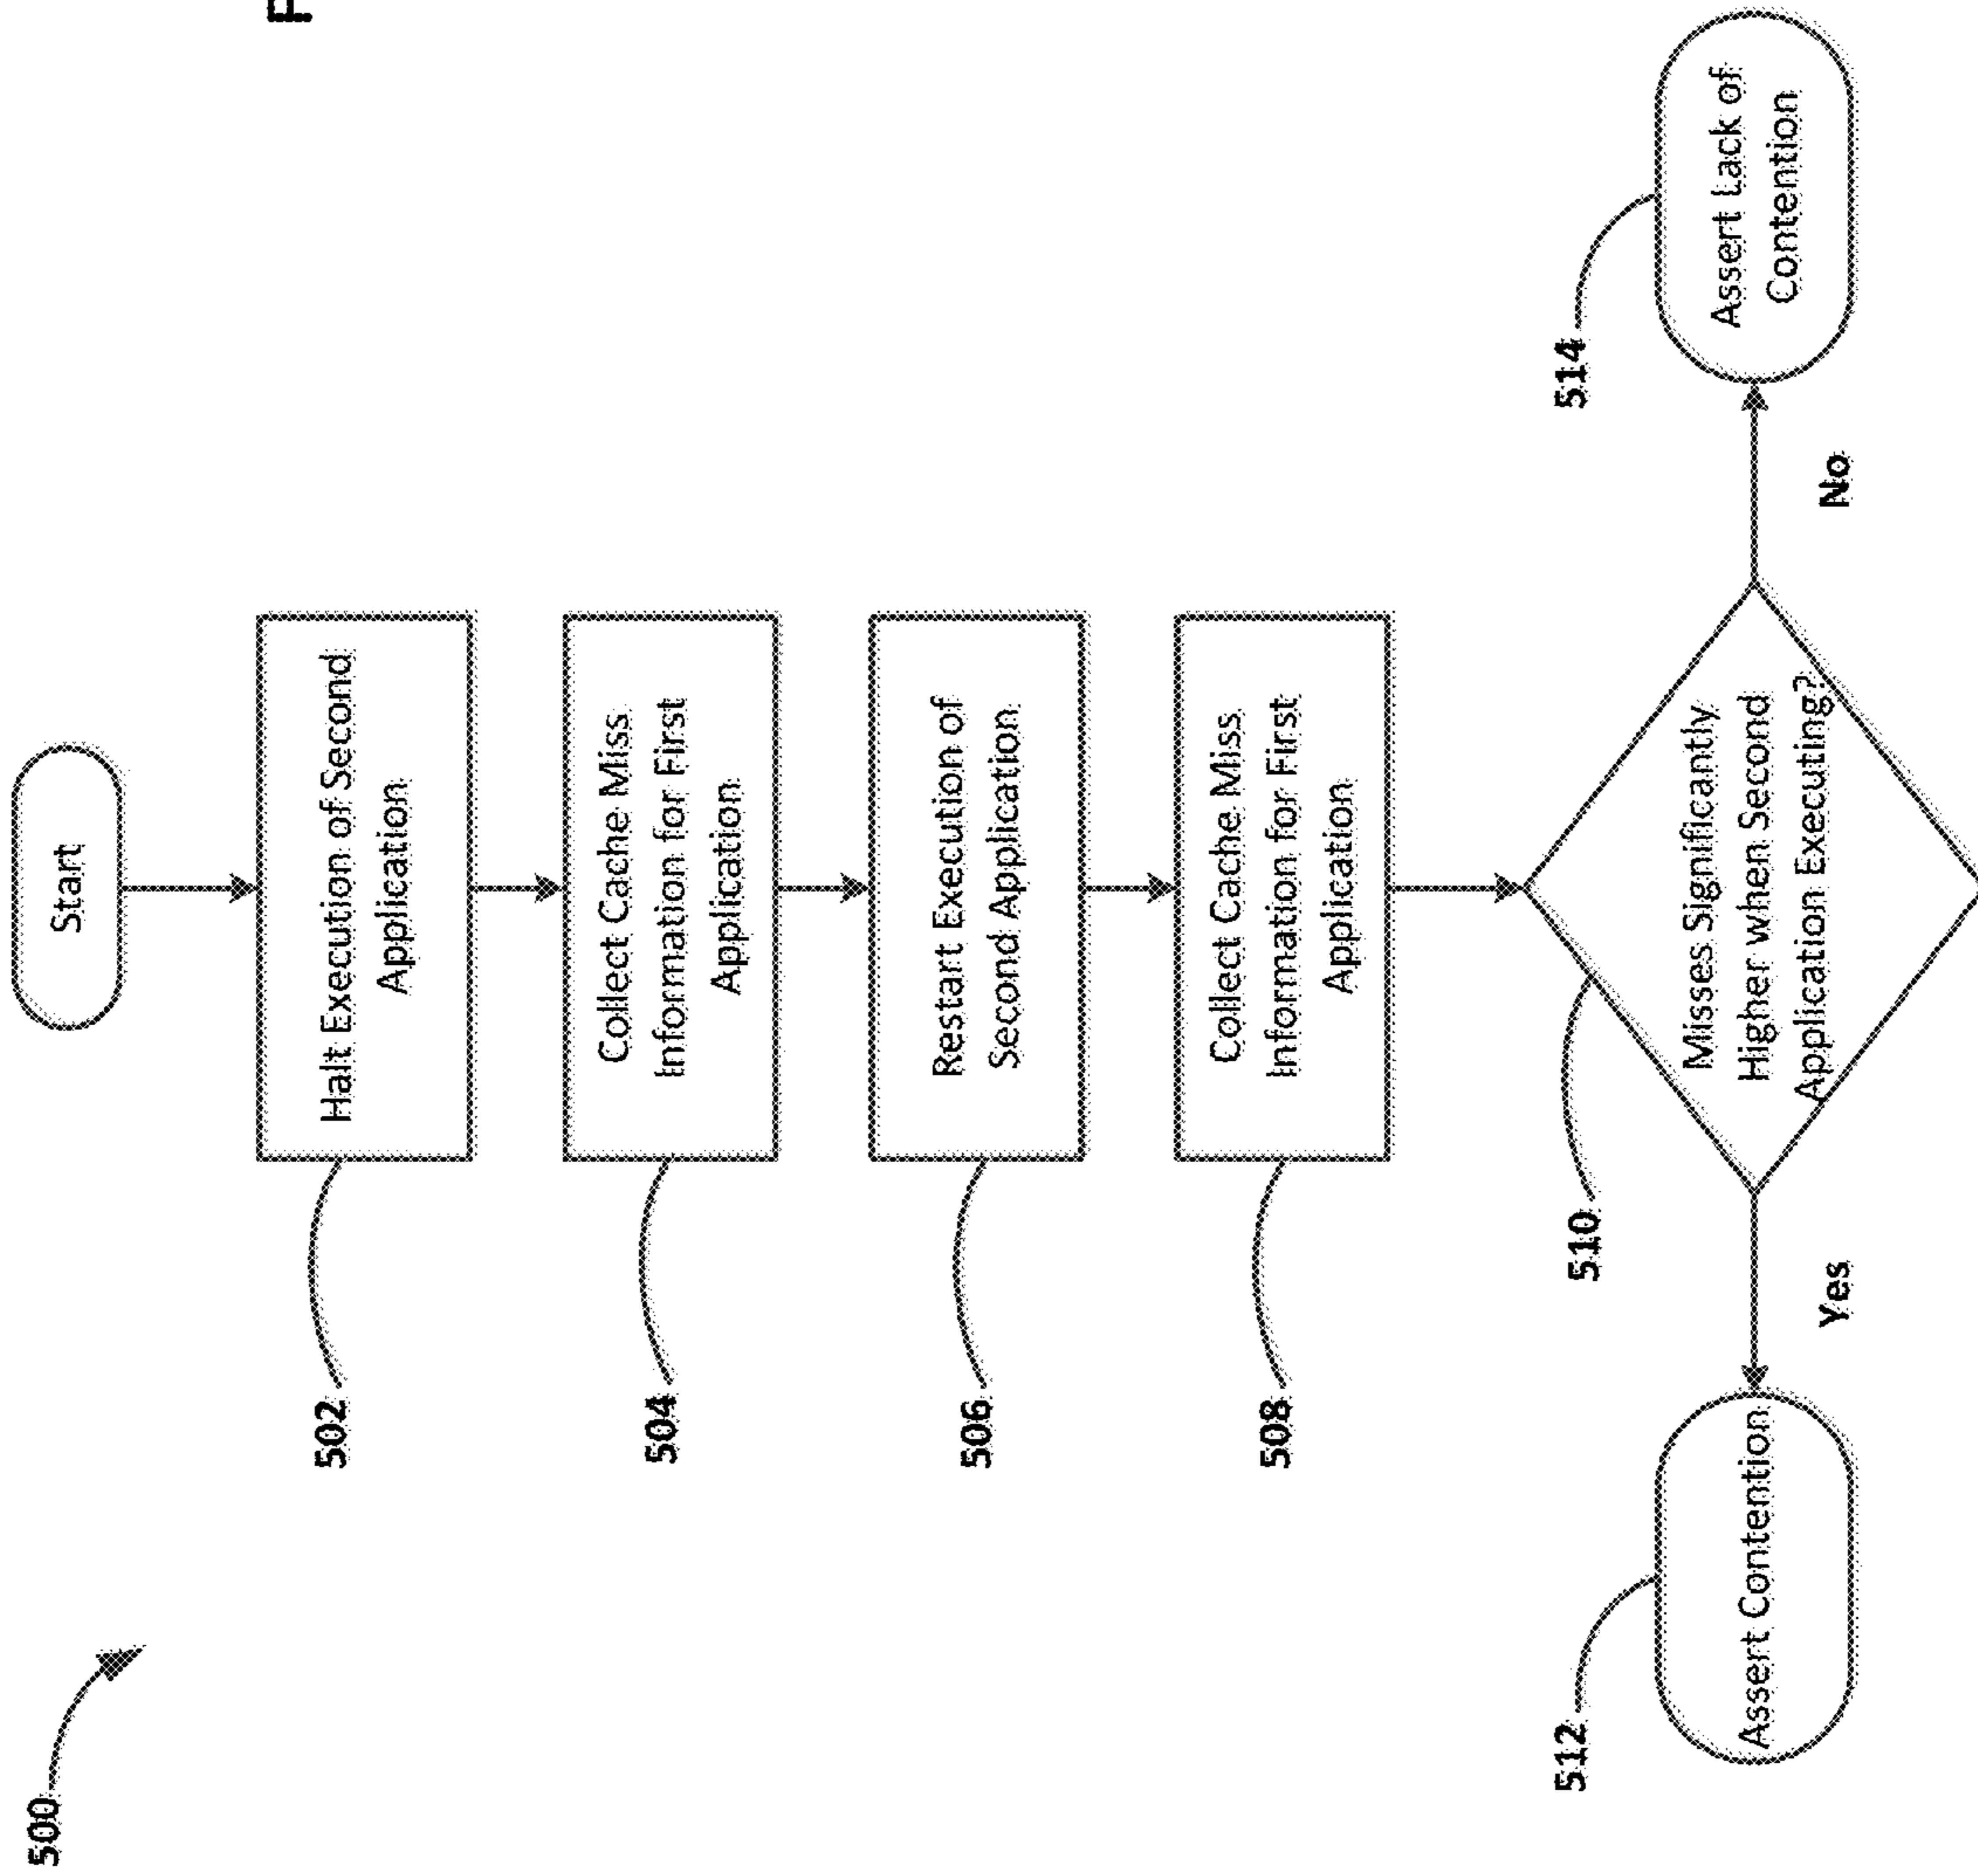 500
Start
502
Halt Execution of Second
Application
504
Collect Cache Miss
Information for First
Application
506
Restart Execution of
Second Application
508
Collect Cache Miss
Information for First
Application
510
Misses Significantly
Higher when Second
Application Executing?
Yes
No
512
Assert Contention
514
Assert Lack of
Contention